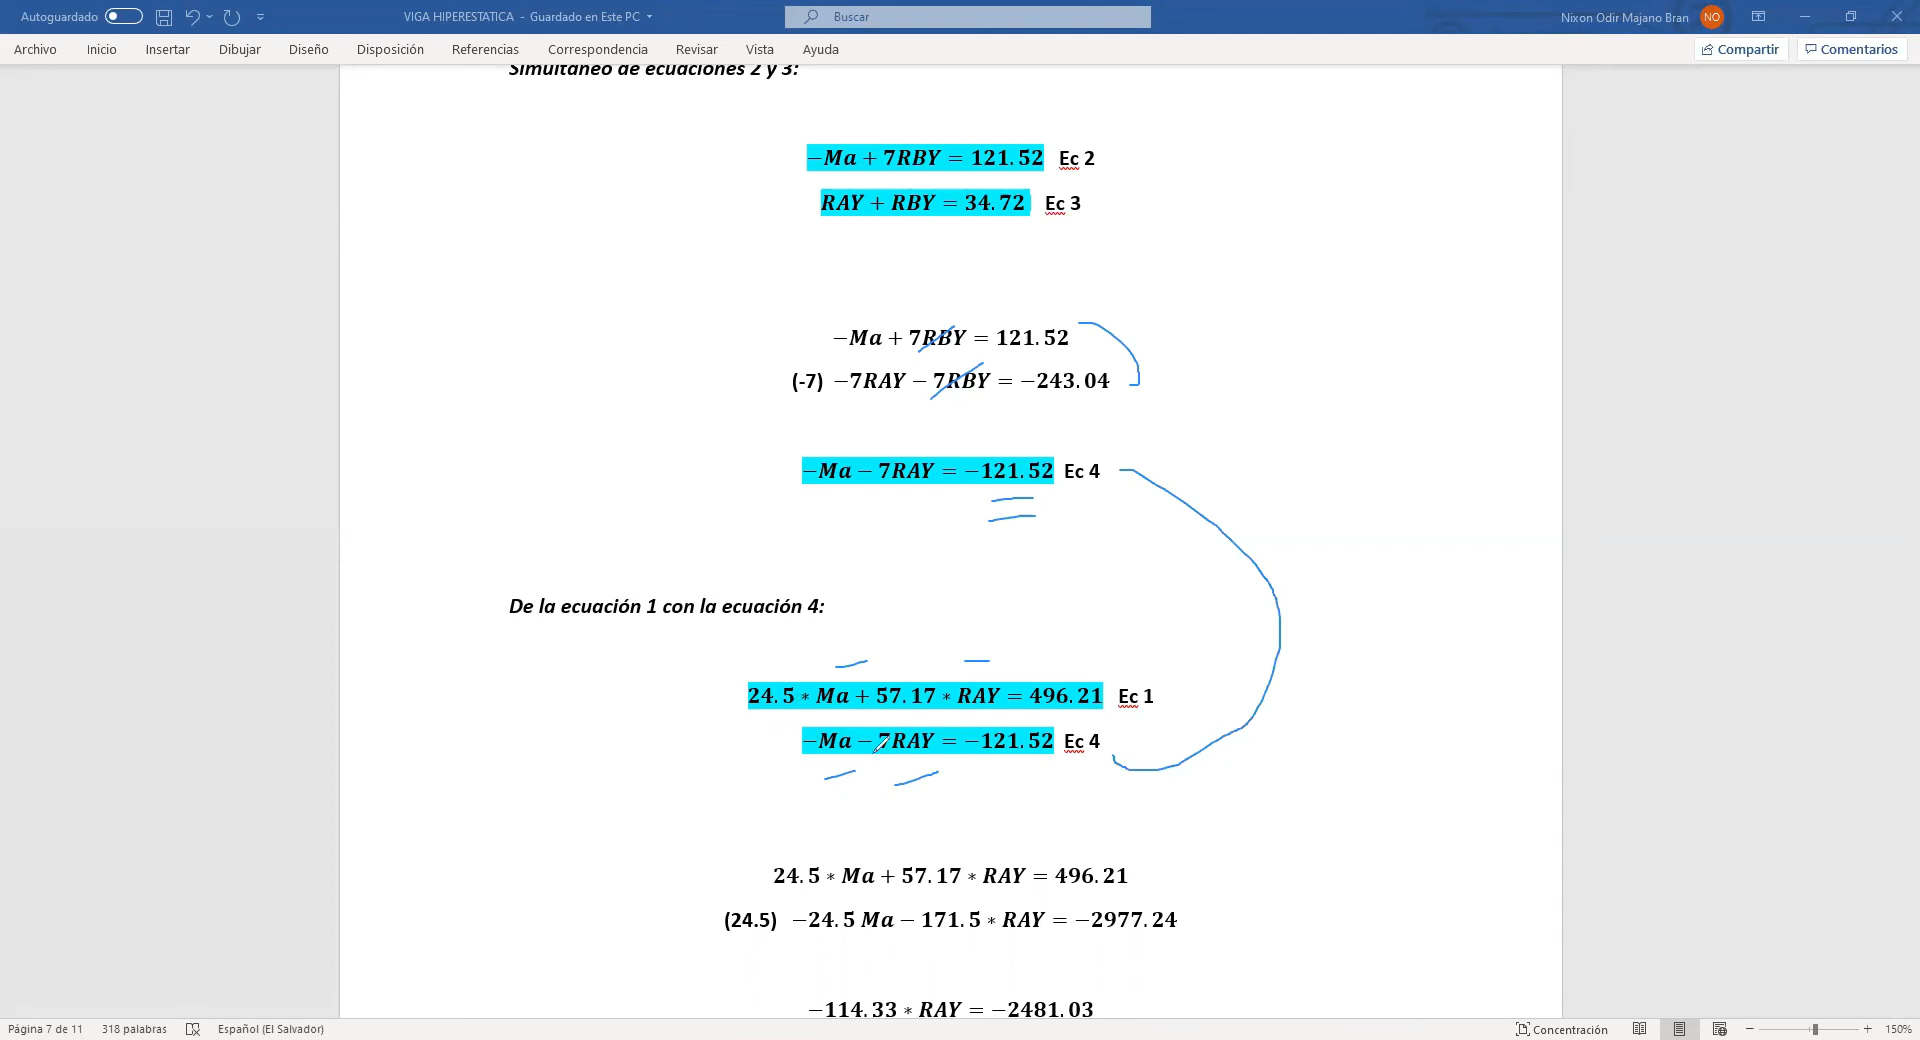 Autoguardado VIGA HIPERESTATICA - Guardado en Este PC Buscar Nixon Odir Majano Bran NO
Archivo Inicio Insertar Dibujar Diseño Disposición Referencias Correspondencia Revisar Vista Ayuda Compartir Comentarios
Simultáneo de ecuaciones 2 y 3:
−Ma + 7RBY = 121.52 Ec 2
RAY + RBY = 34.72 Ec 3
−Ma + 7RBY = 121.52
(-7) −7RAY − 7RBY = −243.04
−Ma − 7RAY = −121.52 Ec 4
De la ecuación 1 con la ecuación 4:
24.5 ∗ Ma + 57.17 ∗ RAY = 496.21 Ec 1
−Ma − 7RAY = −121.52 Ec 4
24.5 ∗ Ma + 57.17 ∗ RAY = 496.21
(24.5) −24.5 Ma − 171.5 ∗ RAY = −2977.24
−114.33 ∗ RAY = −2481.03
Página 7 de 11 318 palabras Español (El Salvador) Concentración − + 150%